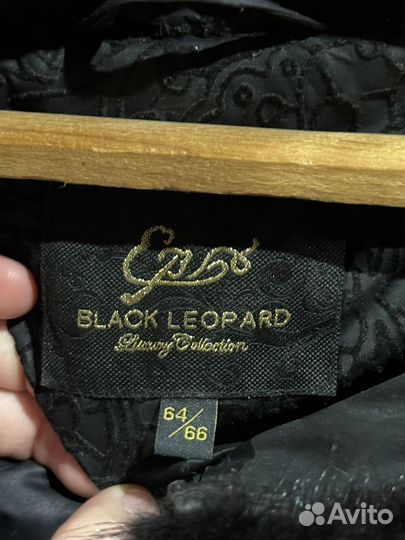 BLACK LEOPARD
Luxury Collection
64/66
Avito